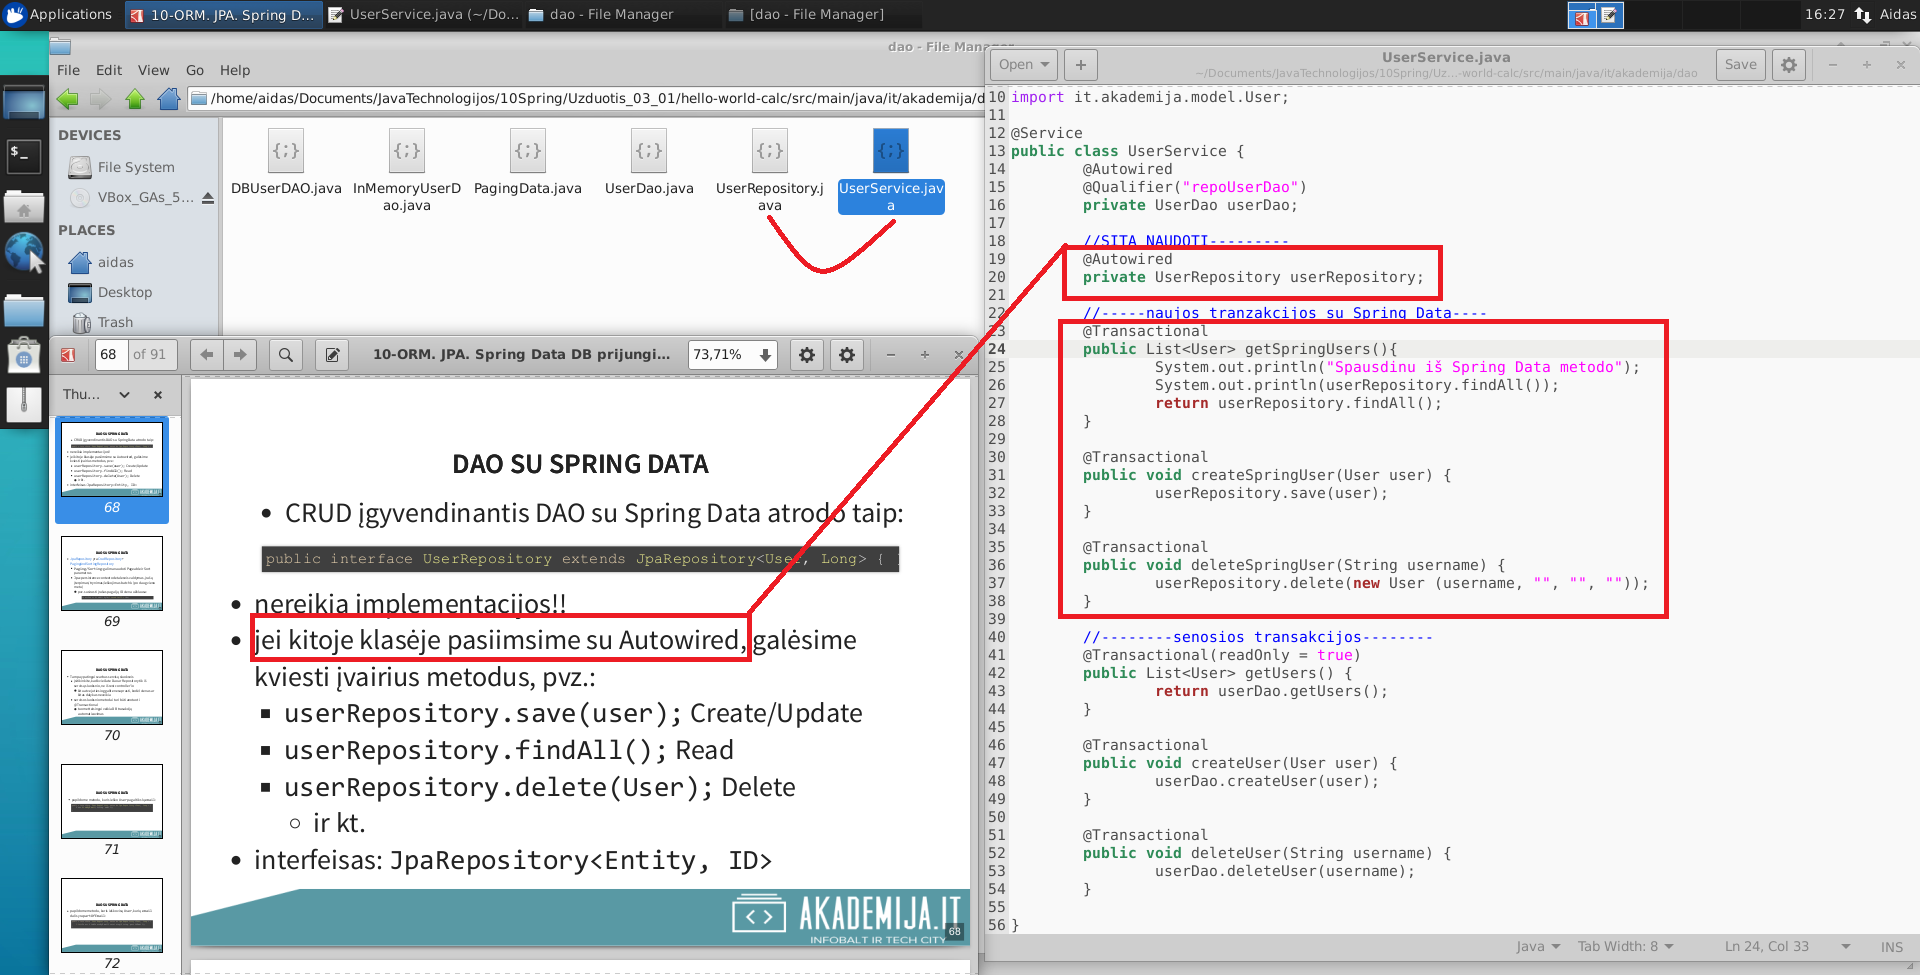 Applications
10-ORM. JPA. Spring D...
UserService.java (~/Do...
dao - File Manager
[dao - File Manager]
16:27
Aidas
dao - File Manager
File Edit View Go Help
/home/aidas/Documents/JavaTechnologijos/10Spring/Uzduotis_03_01/hello-world-calc/src/main/java/it/akademija/d
DEVICES
File System
VBox_GAs_5...
PLACES
aidas
Desktop
Trash
DBUserDAO.java
InMemoryUserD
ao.java
PagingData.java
UserDao.java
UserRepository.j
ava
UserService.jav
a
68 of 91
10-ORM. JPA. Spring Data DB prijungi...
73,71%
Thu...
68
69
70
71
72
DAO SU SPRING DATA
• CRUD įgyvendinantis DAO su Spring Data atrodo taip:
public interface UserRepository extends JpaRepository<User, Long> {
• nereikia implementacijos!!
• jei kitoje klasėje pasiimsime su Autowired, galėsime
kviesti įvairius metodus, pvz.:
▪ userRepository.save(user); Create/Update
▪ userRepository.findAll(); Read
▪ userRepository.delete(User); Delete
○ ir kt.
• interfeisas: JpaRepository<Entity, ID>
AKADEMIJA.IT
INFOBALT IR TECH CITY
68
Open
UserService.java
~/Documents/JavaTechnologijos/10Spring/Uz...-world-calc/src/main/java/it/akademija/dao
Save
10 import it.akademija.model.User;
11
12 @Service
13 public class UserService {
14 @Autowired
15 @Qualifier("repoUserDao")
16 private UserDao userDao;
17
18 //SITA NAUDOTI---------
19 @Autowired
20 private UserRepository userRepository;
21
22 //-----naujos tranzakcijos su Spring Data----
23 @Transactional
24 public List<User> getSpringUsers(){
25 System.out.println("Spausdinu iš Spring Data metodo");
26 System.out.println(userRepository.findAll());
27 return userRepository.findAll();
28 }
29
30 @Transactional
31 public void createSpringUser(User user) {
32 userRepository.save(user);
33 }
34
35 @Transactional
36 public void deleteSpringUser(String username) {
37 userRepository.delete(new User (username, "", "", ""));
38 }
39
40 //--------senosios transakcijos--------
41 @Transactional(readOnly = true)
42 public List<User> getUsers() {
43 return userDao.getUsers();
44 }
45
46 @Transactional
47 public void createUser(User user) {
48 userDao.createUser(user);
49 }
50
51 @Transactional
52 public void deleteUser(String username) {
53 userDao.deleteUser(username);
54 }
55
56 }
Java
Tab Width: 8
Ln 24, Col 33
INS